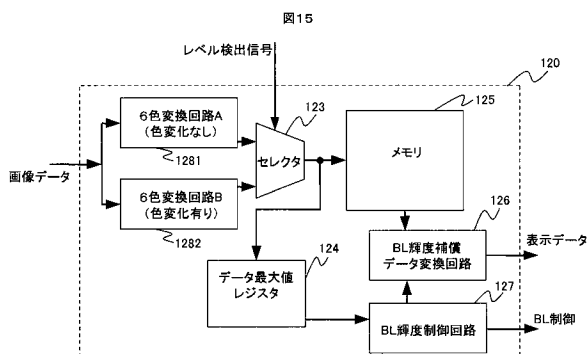 図15
レベル検出信号
120
6色変換回路A
(色変化なし)
1281
123
セレクタ
125
メモリ
画像データ
6色変換回路B
(色変化有り)
1282
126
BL輝度補償
データ変換回路
表示データ
124
データ最大値
レジスタ
127
BL輝度制御回路
BL制御